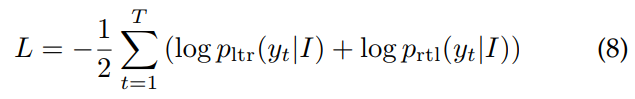 L = -\frac{1}{2} \sum_{t=1}^{T} (\log p_{\text{ltr}}(y_t|I) + \log p_{\text{rtl}}(y_t|I)) (8)